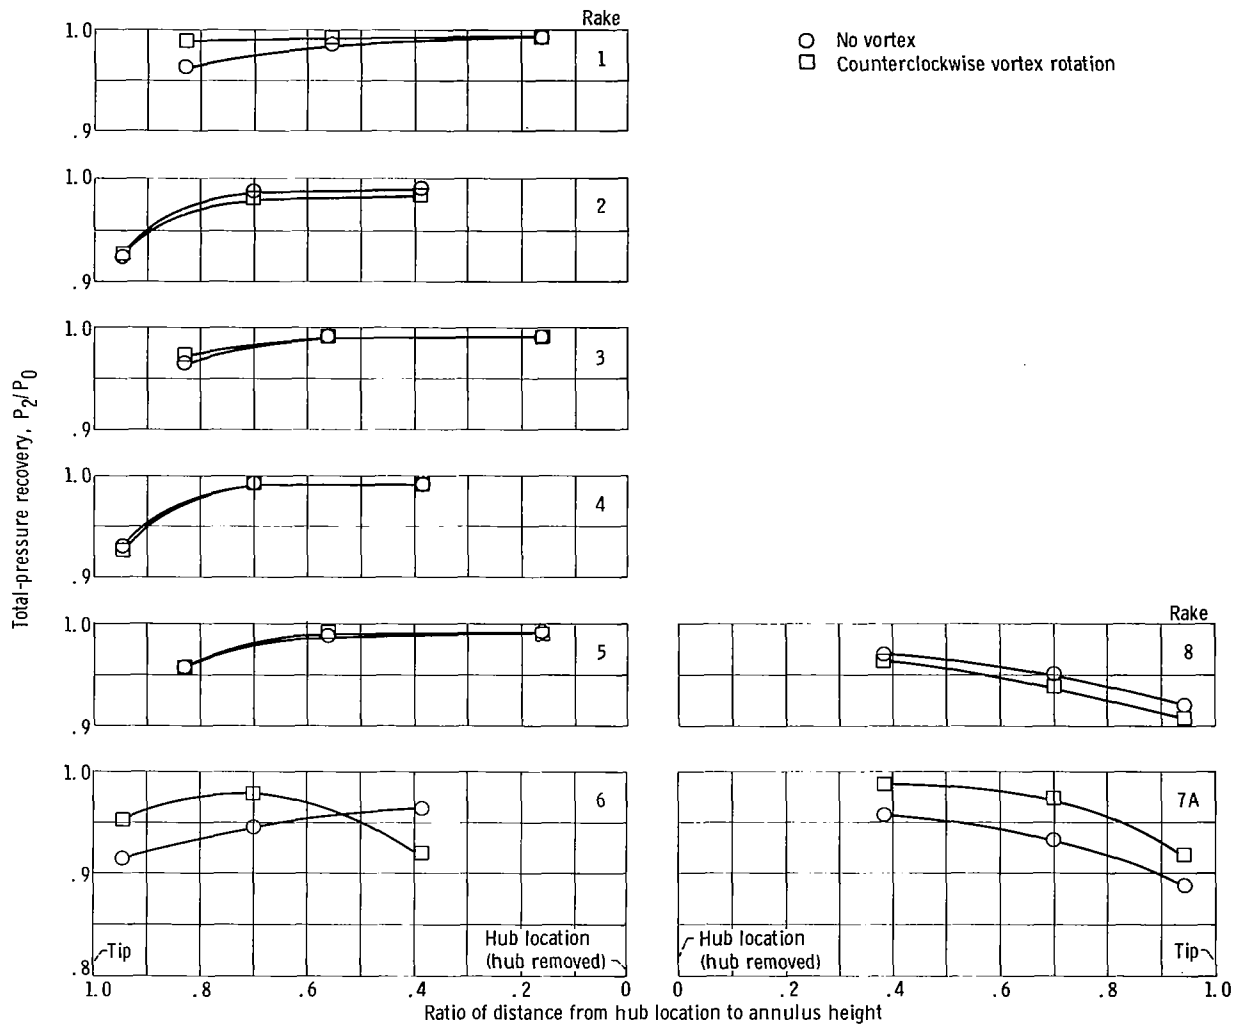 Rake
No vortex
Counterclockwise vortex rotation
1.0
1
.9
1.0
2
.9
1.0
3
.9
1.0
4
.9
1.0
5
.9
Rake
8
1.0
6
.9
.8
Tip
Hub location
(hub removed)
7A
Hub location
(hub removed)
Tip
1.0 .8 .6 .4 .2 0
0 .2 .4 .6 .8 1.0
Ratio of distance from hub location to annulus height
Total-pressure recovery, P2/P0